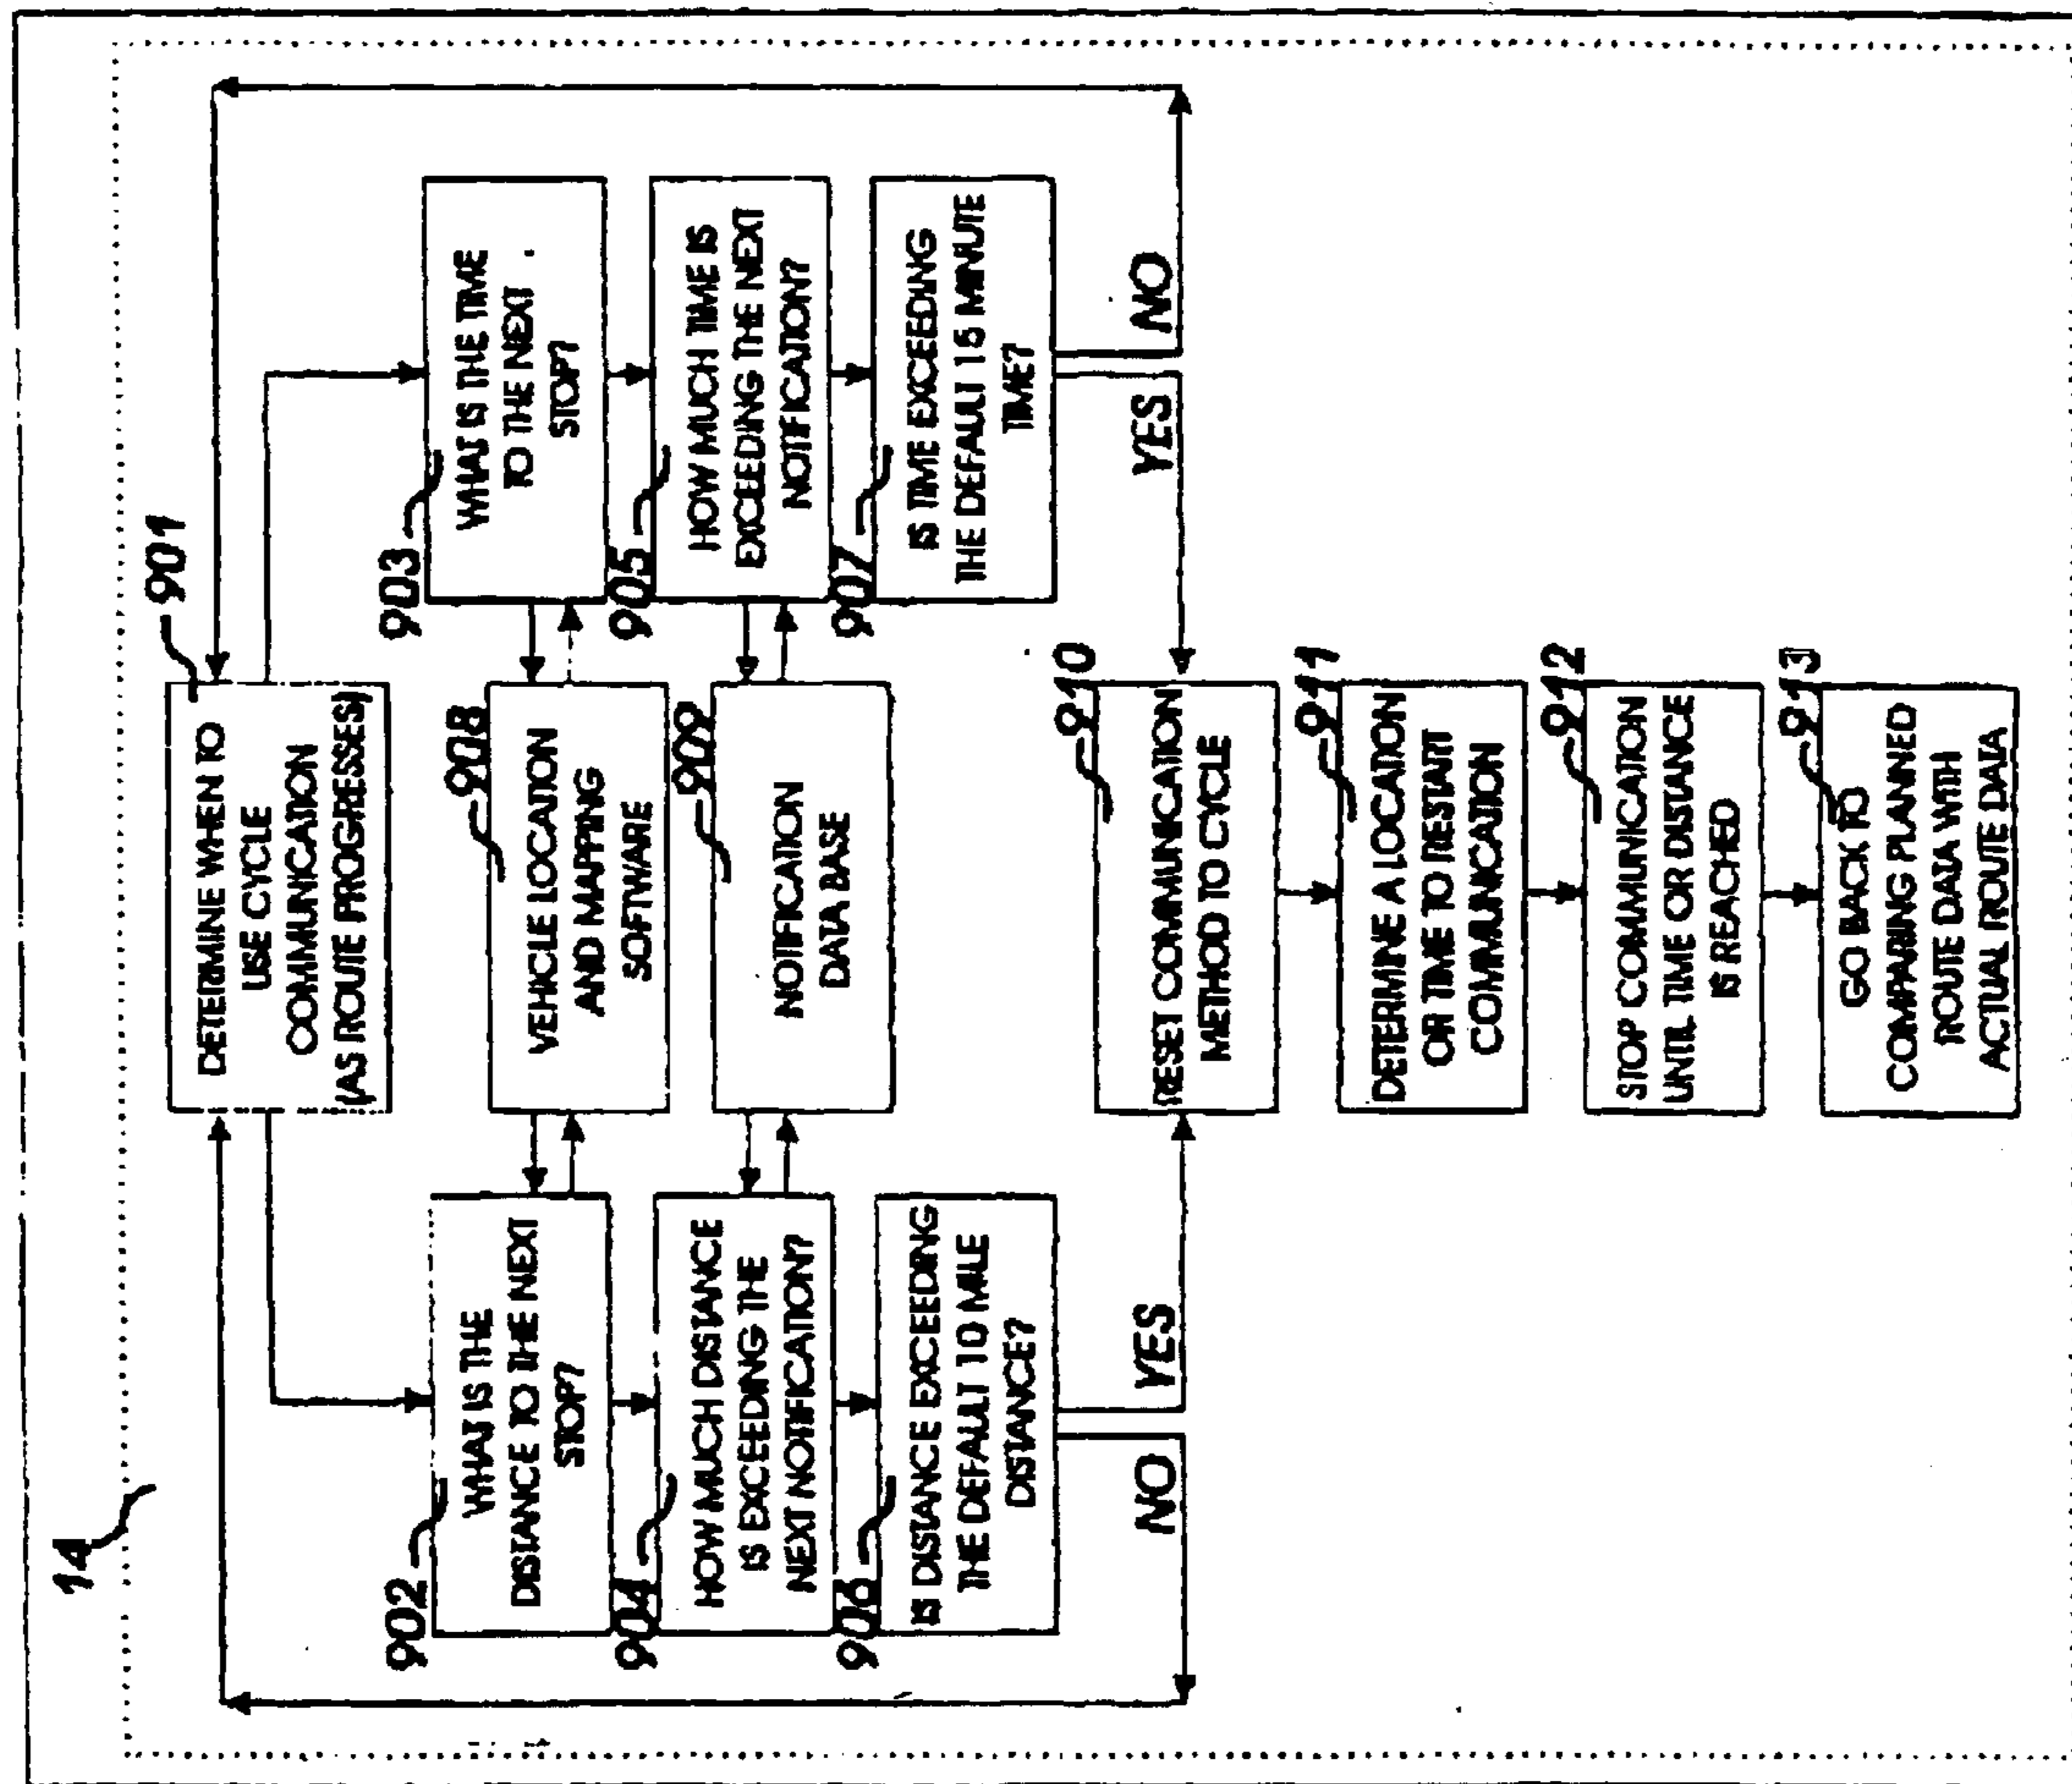 14
901
DETERMINE WHEN TO
USE CYCLE
COMMUNICATION
(AS ROUTE PROGRESSES)
902
WHAT IS THE
DISTANCE TO THE NEXT
STOP?
908
VEHICLE LOCATION
AND MAPPING
SOFTWARE
903
WHAT IS THE TIME
TO THE NEXT
STOP?
904
HOW MUCH DISTANCE
IS EXCEEDING THE
NEXT NOTIFICATION?
909
NOTIFICATION
DATA BASE
905
HOW MUCH TIME IS
EXCEEDING THE NEXT
NOTIFICATION?
906
IS DISTANCE EXCEEDING
THE DEFAULT 10 MILE
DISTANCE?
907
IS TIME EXCEEDING
THE DEFAULT 15 MINUTE
TIME?
NO
YES
YES
NO
910
RESET COMMUNICATION
METHOD TO CYCLE
911
DETERMINE A LOCATION
OR TIME TO RESTART
COMMUNICATION
912
STOP COMMUNICATION
UNTIL TIME OR DISTANCE
IS REACHED
913
GO BACK TO
COMPARING PLANNED
ROUTE DATA WITH
ACTUAL ROUTE DATA